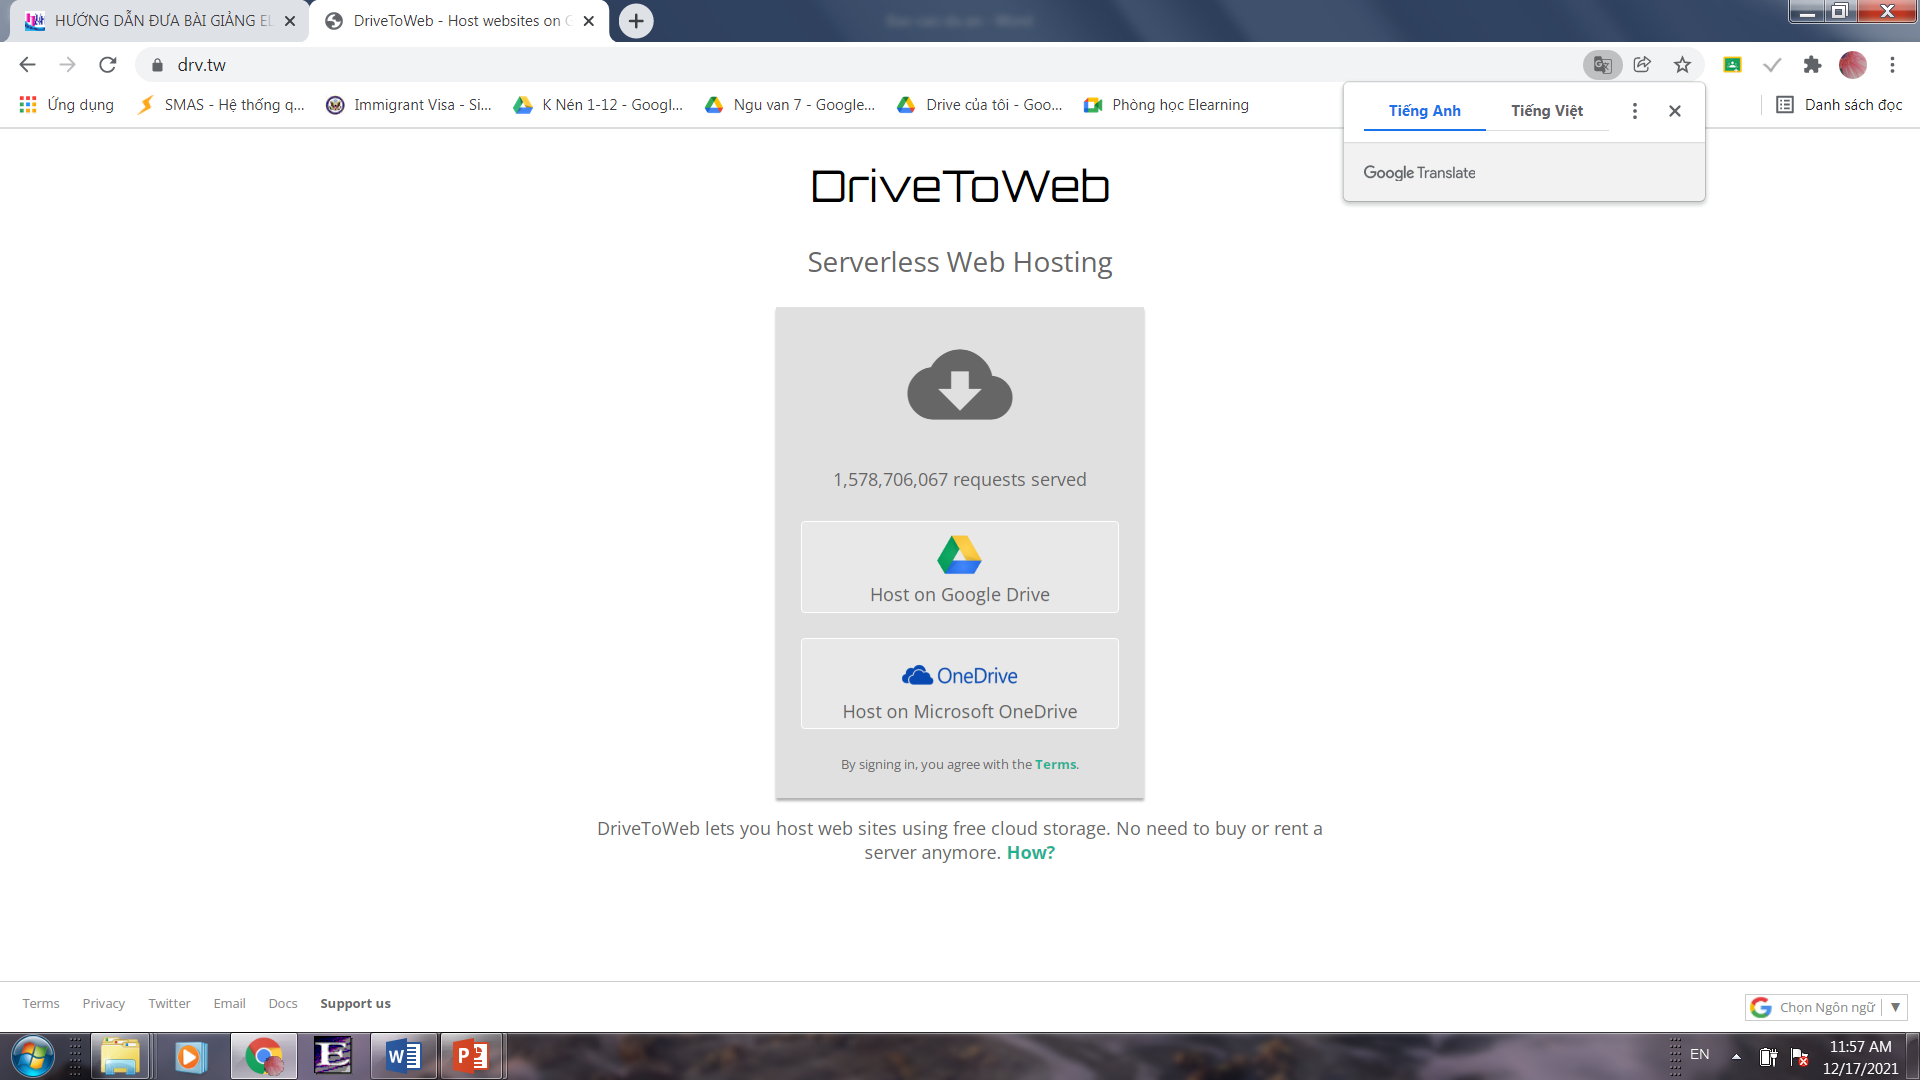 HƯỚNG DẪN ĐƯA BÀI GIẢNG EL
DriveToWeb - Host websites on G
drv.tw
Ứng dụng
SMAS - Hệ thống q...
Immigrant Visa - Si...
K Nén 1-12 - Googl...
Ngu van 7 - Google...
Drive của tôi - Goo...
Phòng học Elearning
Danh sách đọc
Tiếng Anh
Tiếng Việt
Google Translate
DriveToWeb
Serverless Web Hosting
1,578,706,067 requests served
Host on Google Drive
OneDrive
Host on Microsoft OneDrive
By signing in, you agree with the Terms.
DriveToWeb lets you host web sites using free cloud storage. No need to buy or rent a
server anymore. How?
Terms Privacy Twitter Email Docs Support us
Chọn Ngôn ngữ ▼
EN
11:57 AM
12/17/2021